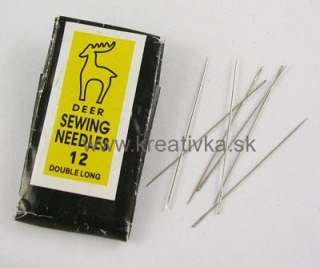 DEER
SEWING
NEEDLES
12
DOUBLE LONG
www.kreativka.sk